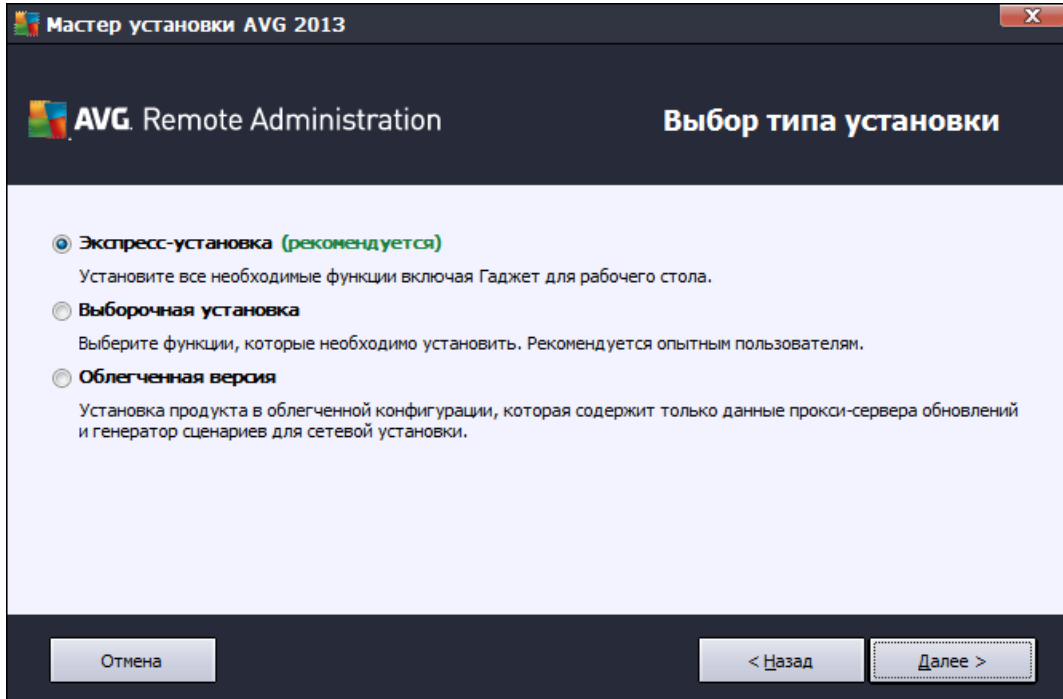 Мастер установки AVG 2013
AVG. Remote Administration
Выбор типа установки
Экспресс-установка (рекомендуется)
Установите все необходимые функции включая Гаджет для рабочего стола.
Выборочная установка
Выберите функции, которые необходимо установить. Рекомендуется опытным пользователям.
Облегченная версия
Установка продукта в облегченной конфигурации, которая содержит только данные прокси-сервера обновлений
и генератор сценариев для сетевой установки.
Отмена
< Назад
Далее >